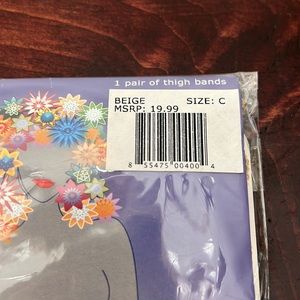 1 pair of thigh bands
BEIGE SIZE: C
MSRP: 19.99
8 55475 00400 4